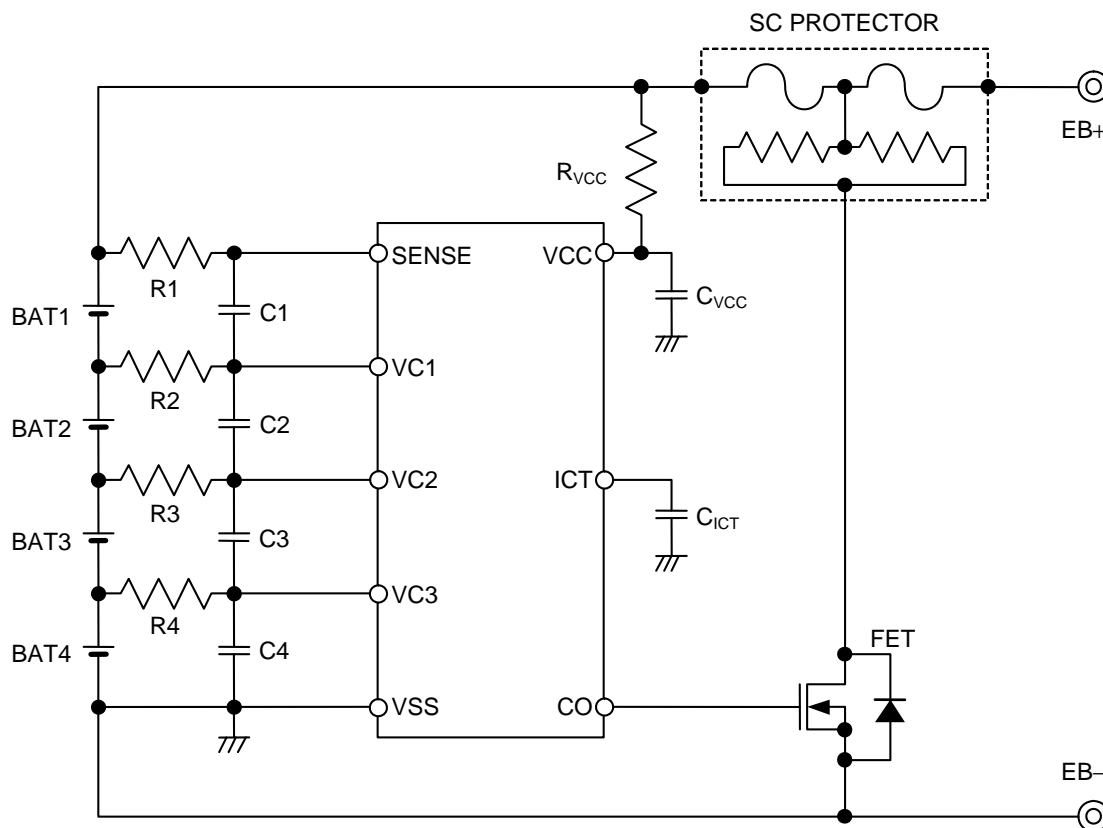 SC PROTECTOR
EB+
RVCC
SENSE
VCC
R1
BAT1
C1
CVCC
VC1
R2
BAT2
C2
VC2
ICT
R3
CICT
BAT3
C3
VC3
R4
BAT4
C4
FET
VSS
CO
EB−